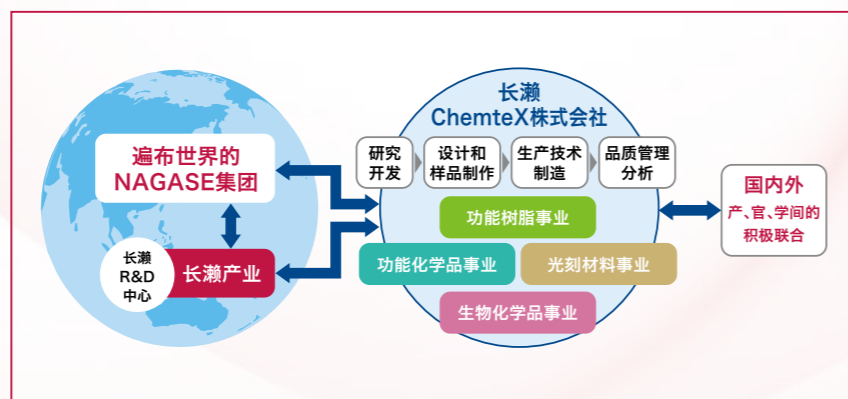 遍布世界的
NAGASE集团
长濑
R&D
中心
长濑产业
长濑
ChemteX株式会社
研究
开发
设计和
样品制作
生产技术
制造
品质管理
分析
功能树脂事业
功能化学品事业
光刻材料事业
生物化学品事业
国内外
产、官、学间的
积极联合